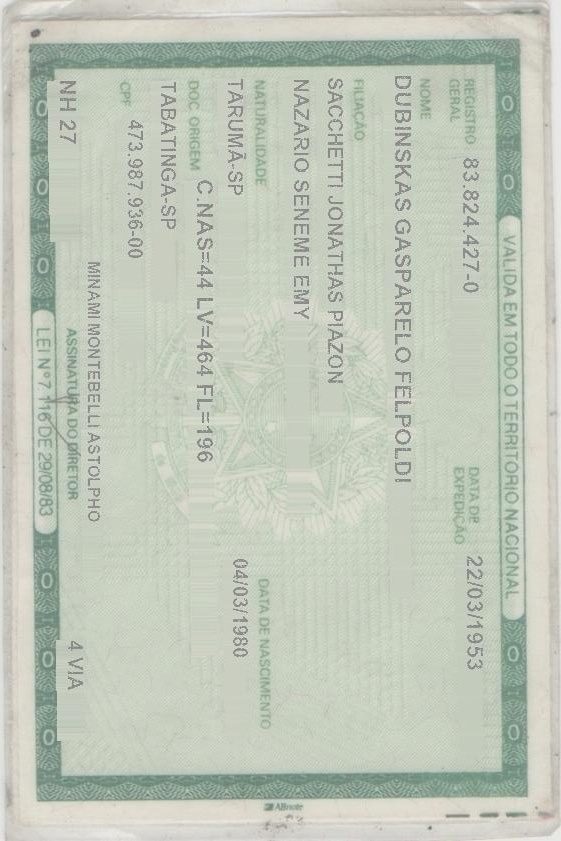 VÁLIDA EM TODO O TERRITÓRIO NACIONAL
REGISTRO GERAL 83.824.427-0 DATA DE EXPEDIÇÃO 22/03/1953
NOME
DUBINSKAS GASPARELO FELPOLDI
FILIAÇÃO
SACCHETTI JONATHAS PIAZON
NAZARIO SENEME EMY
NATURALIDADE DATA DE NASCIMENTO
TARUMÃ-SP 04/03/1980
DOC ORIGEM C.NAS=44 LV=464 FL=196
TABATINGA-SP
CPF 473.987.936-00
MINAMI MONTEBELLI ASTOLPHO
NH 27 ASSINATURA DO DIRETOR 4 VIA
LEI Nº 7.116 DE 29/08/83
ABnote